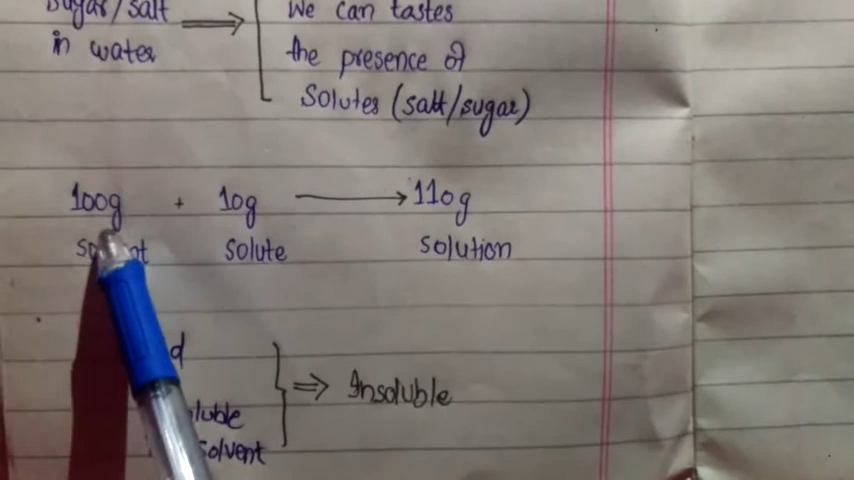 Sugar/salt ⟹ We can tastes
in water the presence of
Solutes (salt/sugar)
100g + 10g ⟶ 110g
solute solution
⟹ Insoluble
solvent